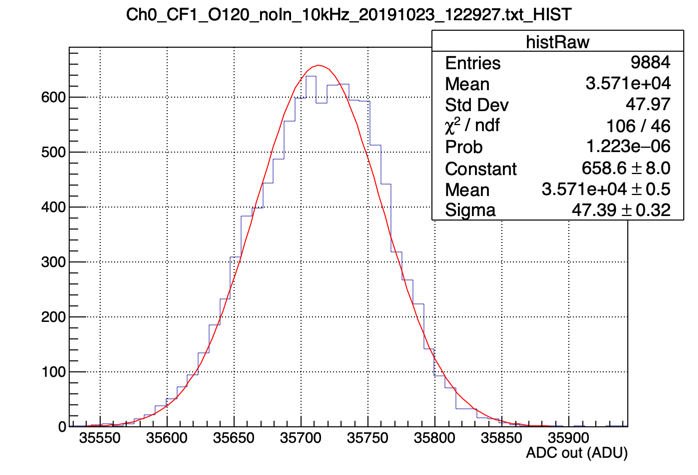 Ch0_CF1_O120_noIn_10kHz_20191023_122927.txt_HIST
histRaw
Entries 9884
Mean 3.571e+04
Std Dev 47.97
χ² / ndf 106 / 46
Prob 1.223e−06
Constant 658.6 ± 8.0
Mean 3.571e+04 ± 0.5
Sigma 47.39 ± 0.32
600
500
400
300
200
100
0
35550 35600 35650 35700 35750 35800 35850 35900
ADC out (ADU)